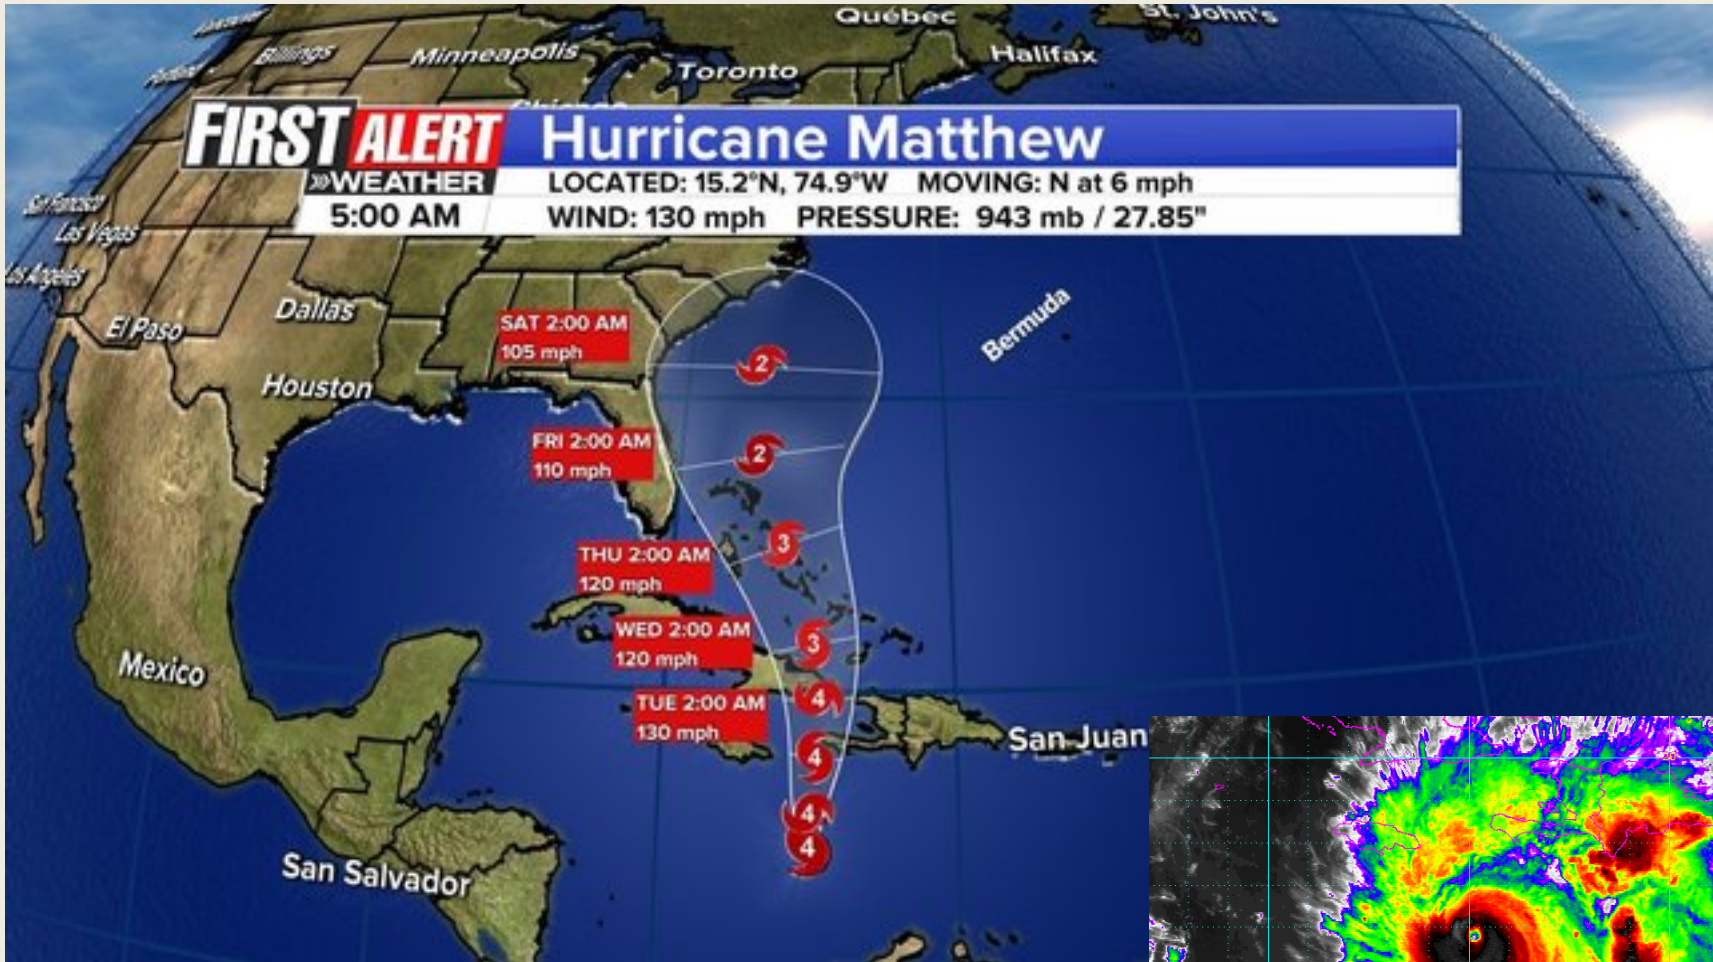 Québec
St. John's
Billings
Minneapolis
Halifax
Portland
Toronto
Chicago
FIRST ALERT
WEATHER
5:00 AM
Hurricane Matthew
LOCATED: 15.2°N, 74.9°W MOVING: N at 6 mph
WIND: 130 mph PRESSURE: 943 mb / 27.85"
San Francisco
Las Vegas
Los Angeles
El Paso
Dallas
Houston
Bermuda
SAT 2:00 AM
105 mph
2
FRI 2:00 AM
110 mph
2
THU 2:00 AM
120 mph
3
WED 2:00 AM
120 mph
3
TUE 2:00 AM
130 mph
4
4
4
4
Mexico
San Juan
San Salvador